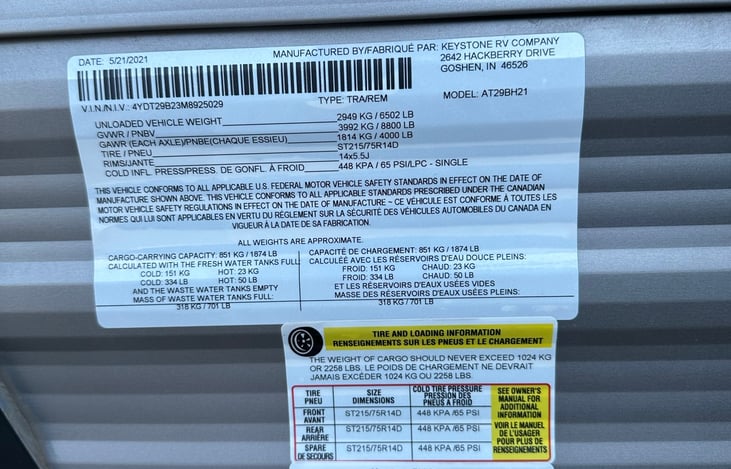 DATE: 5/21/2021
MANUFACTURED BY/FABRIQUÉ PAR: KEYSTONE RV COMPANY
2642 HACKBERRY DRIVE
GOSHEN, IN 46526
V.I.N/N.I.V.: 4YDT29B23M8925029
TYPE: TRA/REM
MODEL: AT29BH21
UNLOADED VEHICLE WEIGHT 2949 KG / 6502 LB
GVWR / PNBV 3992 KG / 8800 LB
GAWR (EACH AXLE)/PNBE(CHAQUE ESSIEU) 1814 KG / 4000 LB
TIRE / PNEU ST215/75R14D
RIMS/JANTE 14x5.5J
COLD INFL. PRESS/PRESS. DE GONFL. À FROID 448 KPA / 65 PSI/LPC - SINGLE
THIS VEHICLE CONFORMS TO ALL APPLICABLE U.S. FEDERAL MOTOR VEHICLE SAFETY STANDARDS IN EFFECT ON THE DATE OF
MANUFACTURE SHOWN ABOVE. THIS VEHICLE CONFORMS TO ALL APPLICABLE STANDARDS PRESCRIBED UNDER THE CANADIAN
MOTOR VEHICLE SAFETY REGULATIONS IN EFFECT ON THE DATE OF MANUFACTURE ~ CE VÉHICULE EST CONFORME À TOUTES LES
NORMES QUI LUI SONT APPLICABLES EN VERTU DU RÉGLEMENT SUR LA SÉCURITÉ DES VÉHICULES AUTOMOBILES DU CANADA EN
VIGUEUR À LA DATE DE SA FABRICATION.
ALL WEIGHTS ARE APPROXIMATE.
CARGO-CARRYING CAPACITY: 851 KG / 1874 LB
CALCULATED WITH THE FRESH WATER TANKS FULL
COLD: 151 KG HOT: 23 KG
COLD: 334 LB HOT: 50 LB
AND THE WASTE WATER TANKS EMPTY
MASS OF WASTE WATER TANKS FULL:
318 KG / 701 LB
CAPACITÉ DE CHARGEMENT: 851 KG / 1874 LB
CALCULÉE AVEC LES RÉSERVOIRS D'EAU DOUCE PLEINS:
FROID: 151 KG CHAUD: 23 KG
FROID: 334 LB CHAUD: 50 LB
ET LES RÉSERVOIRS D'EAUX USÉES VIDES
MASSE DES RÉSERVOIRS D'EAUX USÉES PLEINS:
318 KG / 701 LB
TIRE AND LOADING INFORMATION
RENSEIGNEMENTS SUR LES PNEUS ET LE CHARGEMENT
THE WEIGHT OF CARGO SHOULD NEVER EXCEED 1024 KG
OR 2258 LBS. LE POIDS DE CHARGEMENT NE DEVRAIT
JAMAIS EXCÉDER 1024 KG OU 2258 LBS.
TIRE
PNEU
SIZE
DIMENSIONS
COLD TIRE PRESSURE
PRESSION DES
PNEUS A FROID
FRONT
AVANT
ST215/75R14D
448 KPA /65 PSI
REAR
ARRIÈRE
ST215/75R14D
448 KPA /65 PSI
SPARE
DE SECOURS
ST215/75R14D
448 KPA /65 PSI
SEE OWNER'S
MANUAL FOR
ADDITIONAL
INFORMATION
VOIR LE MANUEL
DE L'USAGER
POUR PLUS DE
RENSEIGNEMENTS